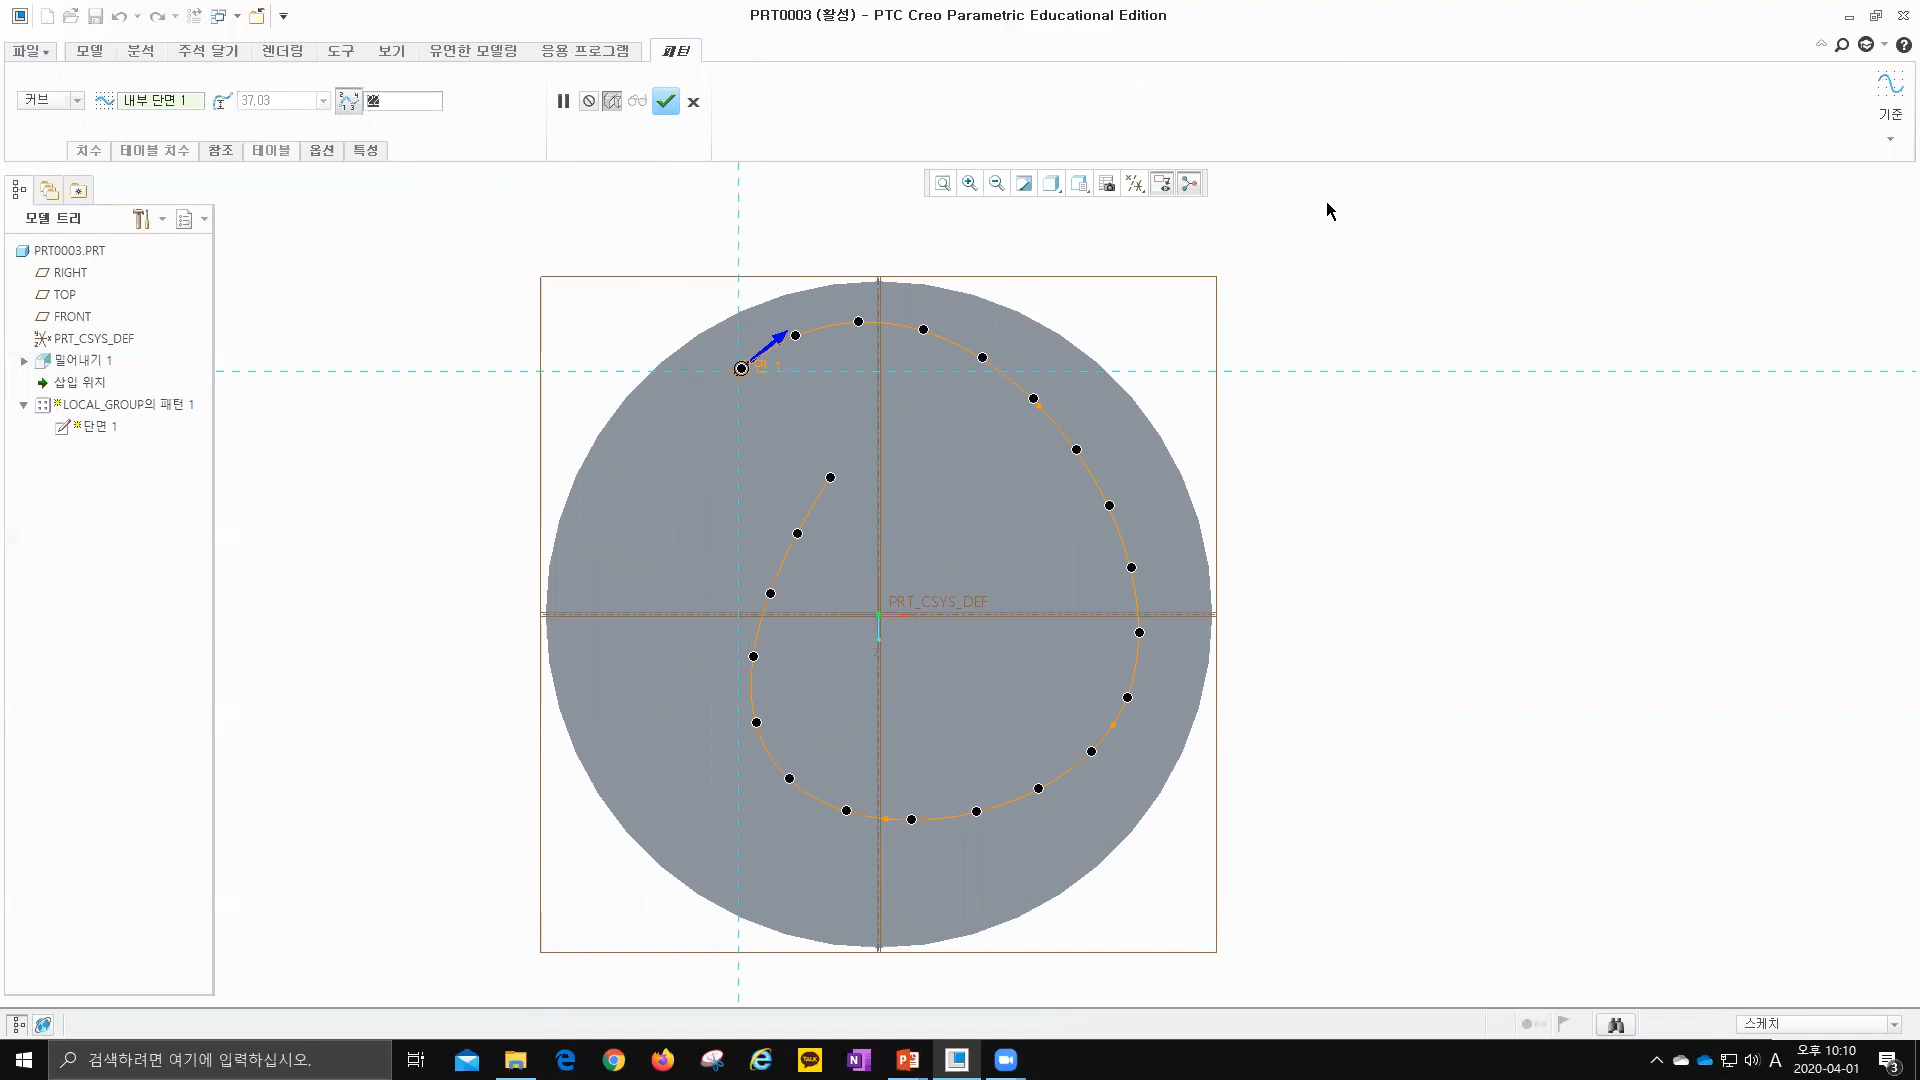 PRT0003 (활성) - PTC Creo Parametric Educational Edition
파일 모델 분석 주석 달기 렌더링 도구 보기 유연한 모델링 응용 프로그램 패턴
커브 내부 단면 1 37,03
기준
치수 테이블 치수 참조 테이블 옵션 특성
모델 트리
PRT0003.PRT
RIGHT
TOP
FRONT
PRT_CSYS_DEF
밀어내기 1
삽입 위치
LOCAL_GROUP의 패턴 1
단면 1
PRT_CSYS_DEF
스케치
검색하려면 여기에 입력하십시오.
TALK
A
오후 10:10
2020-04-01
3